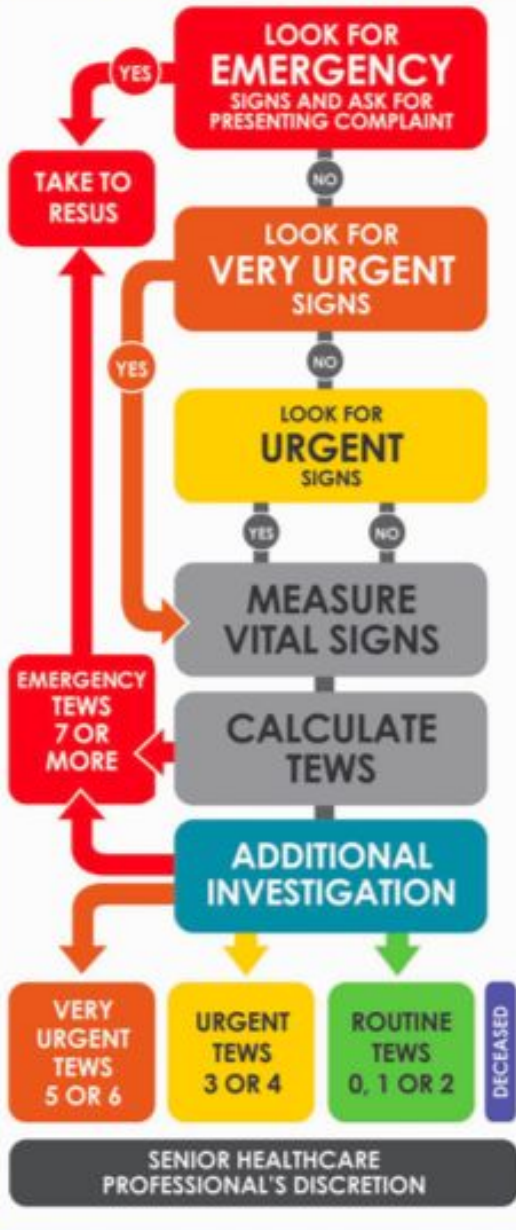 LOOK FOR
EMERGENCY
SIGNS AND ASK FOR
PRESENTING COMPLAINT
YES
TAKE TO
RESUS
NO
LOOK FOR
VERY URGENT
SIGNS
YES
NO
LOOK FOR
URGENT
SIGNS
YES
NO
MEASURE
VITAL SIGNS
EMERGENCY
TEWS
7 OR
MORE
CALCULATE
TEWS
ADDITIONAL
INVESTIGATION
VERY
URGENT
TEWS
5 OR 6
URGENT
TEWS
3 OR 4
ROUTINE
TEWS
0, 1 OR 2
DECEASED
SENIOR HEALTHCARE
PROFESSIONAL'S DISCRETION